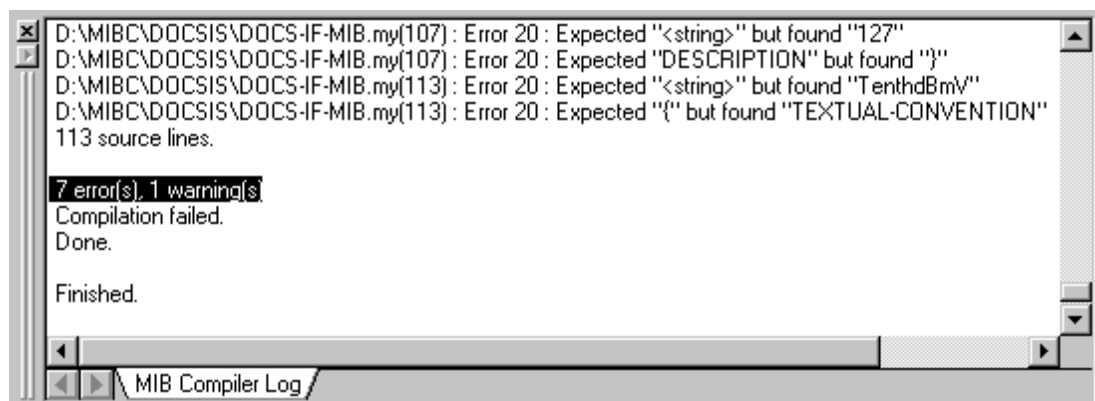 D:\MIBC\DOCSIS\DOCS-IF-MIB.my(107) : Error 20 : Expected "<string>" but found "127"
D:\MIBC\DOCSIS\DOCS-IF-MIB.my(107) : Error 20 : Expected "DESCRIPTION" but found "}"
D:\MIBC\DOCSIS\DOCS-IF-MIB.my(113) : Error 20 : Expected "<string>" but found "TenthdBmV"
D:\MIBC\DOCSIS\DOCS-IF-MIB.my(113) : Error 20 : Expected "{" but found "TEXTUAL-CONVENTION"
113 source lines.
7 error(s), 1 warning(s)
Compilation failed.
Done.
Finished.
MIB Compiler Log